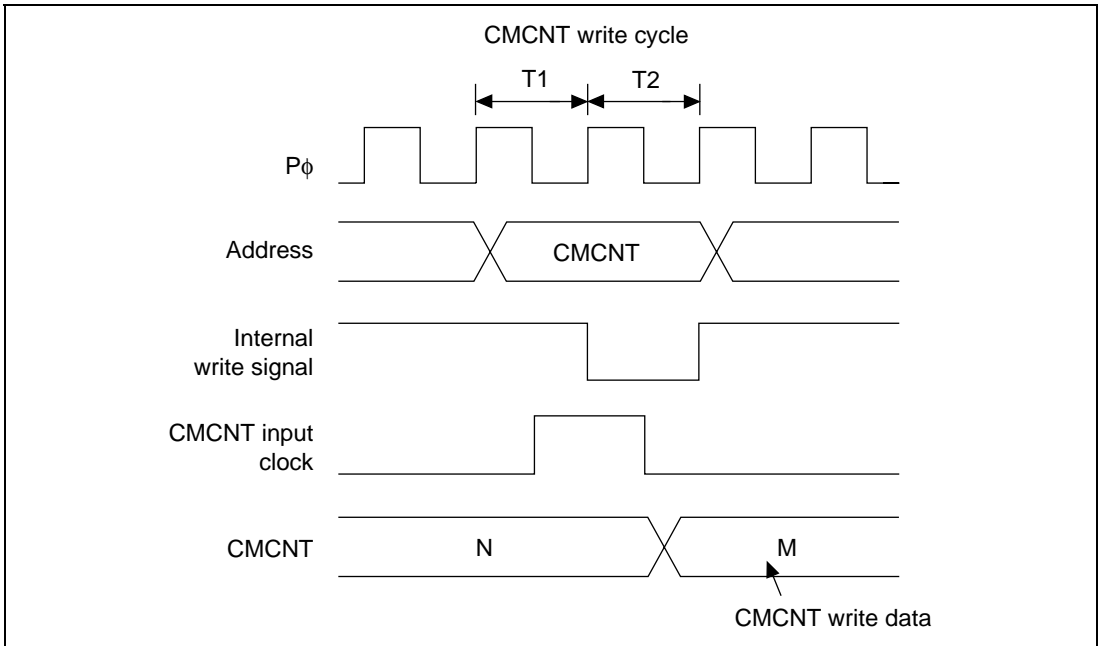 CMCNT write cycle
T1 T2
Pϕ
Address
CMCNT
Internal
write signal
CMCNT input
clock
CMCNT
N
M
CMCNT write data